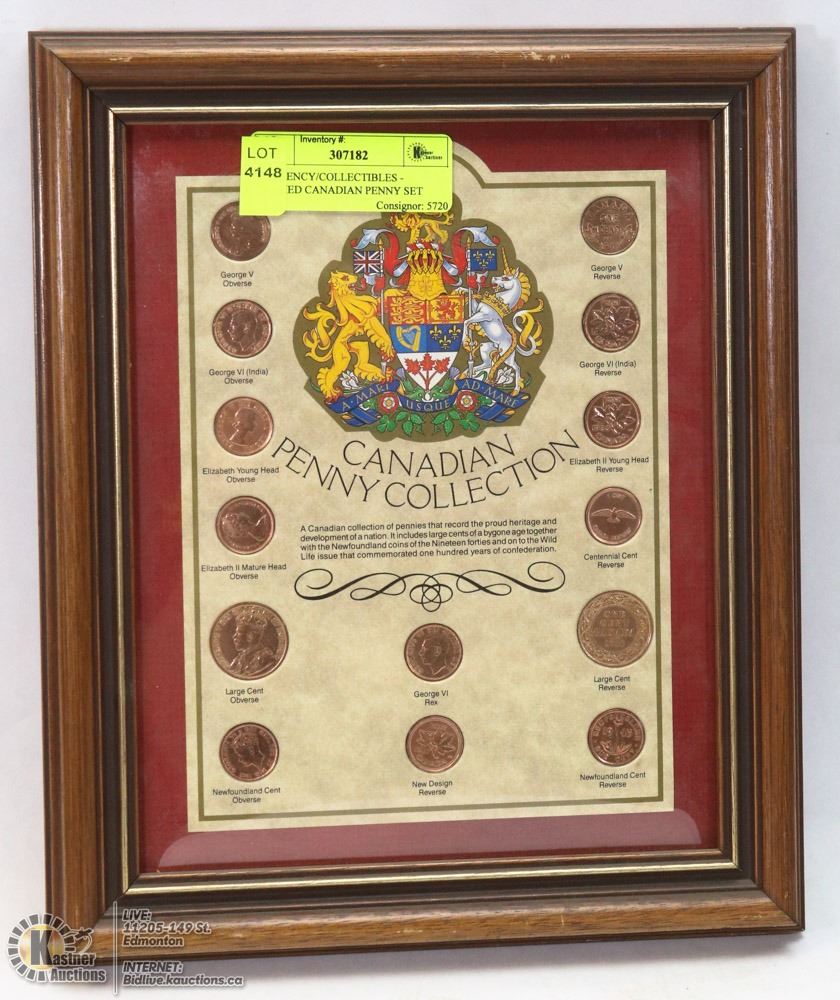 Inventory #:
LOT
307182
Kastner
Auctions
4148
ENCY/COLLECTIBLES -
ED CANADIAN PENNY SET
Consignor: 5720
George V
Obverse
George V
Reverse
George VI (India)
Obverse
George VI (India)
Reverse
A · MARI
USQUE
AD · MARE
CANADIAN
PENNY COLLECTION
Elizabeth Young Head
Obverse
Elizabeth II Young Head
Reverse
A Canadian collection of pennies that record the proud heritage and
development of a nation. It includes large cents of a bygone age together
with the Newfoundland coins of the Nineteen forties and on to the Wild
Life issue that commemorated one hundred years of confederation.
Elizabeth II Mature Head
Obverse
Centennial Cent
Reverse
Large Cent
Obverse
George VI
Rex
ONE
CENT
Large Cent
Reverse
Newfoundland Cent
Obverse
New Design
Reverse
Newfoundland Cent
Reverse
Kastner
Auctions
LIVE:
11205-149 St.
Edmonton
INTERNET:
Bidlive.kauctions.ca